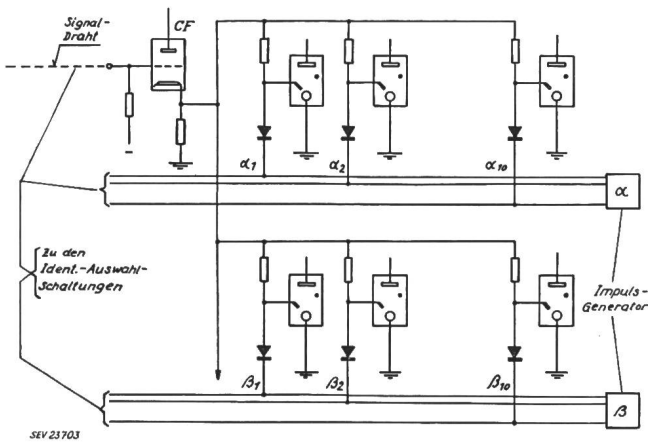 Signal-
Draht
CF
α1
α2
α10
α
Zu den
Ident.-Auswahl-
Schaltungen
Impuls-
Generator
β1
β2
β10
β
SEV 23703